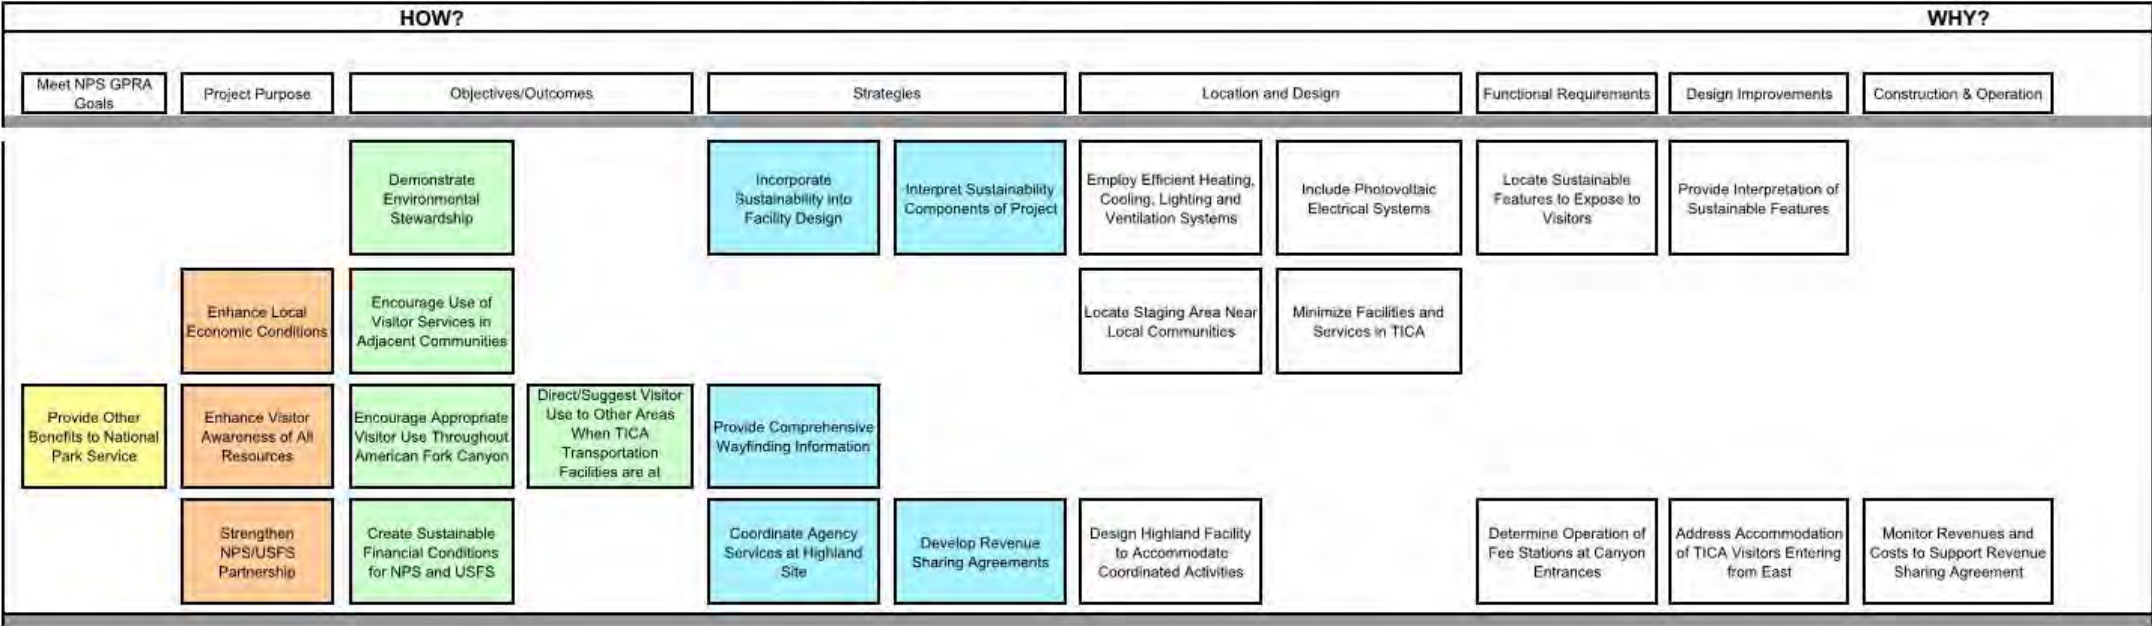 HOW?
WHY?
Meet NPS GPRA
Goals
Project Purpose
Objectives/Outcomes
Strategies
Location and Design
Functional Requirements
Design Improvements
Construction & Operation
Demonstrate
Environmental
Stewardship
Incorporate
Sustainability into
Facility Design
Interpret Sustainability
Components of Project
Employ Efficient Heating,
Cooling, Lighting and
Ventilation Systems
Include Photovoltaic
Electrical Systems
Locate Sustainable
Features to Expose to
Visitors
Provide Interpretation of
Sustainable Features
Enhance Local
Economic Conditions
Encourage Use of
Visitor Services in
Adjacent Communities
Locate Staging Area Near
Local Communities
Minimize Facilities and
Services in TICA
Provide Other
Benefits to National
Park Service
Enhance Visitor
Awareness of All
Resources
Encourage Appropriate
Visitor Use Throughout
American Fork Canyon
Direct/Suggest Visitor
Use to Other Areas
When TICA
Transportation
Facilities are at
Provide Comprehensive
Wayfinding Information
Strengthen
NPS/USFS
Partnership
Create Sustainable
Financial Conditions
for NPS and USFS
Coordinate Agency
Services at Highland
Site
Develop Revenue
Sharing Agreements
Design Highland Facility
to Accommodate
Coordinated Activities
Determine Operation of
Fee Stations at Canyon
Entrances
Address Accommodation
of TICA Visitors Entering
from East
Monitor Revenues and
Costs to Support Revenue
Sharing Agreement